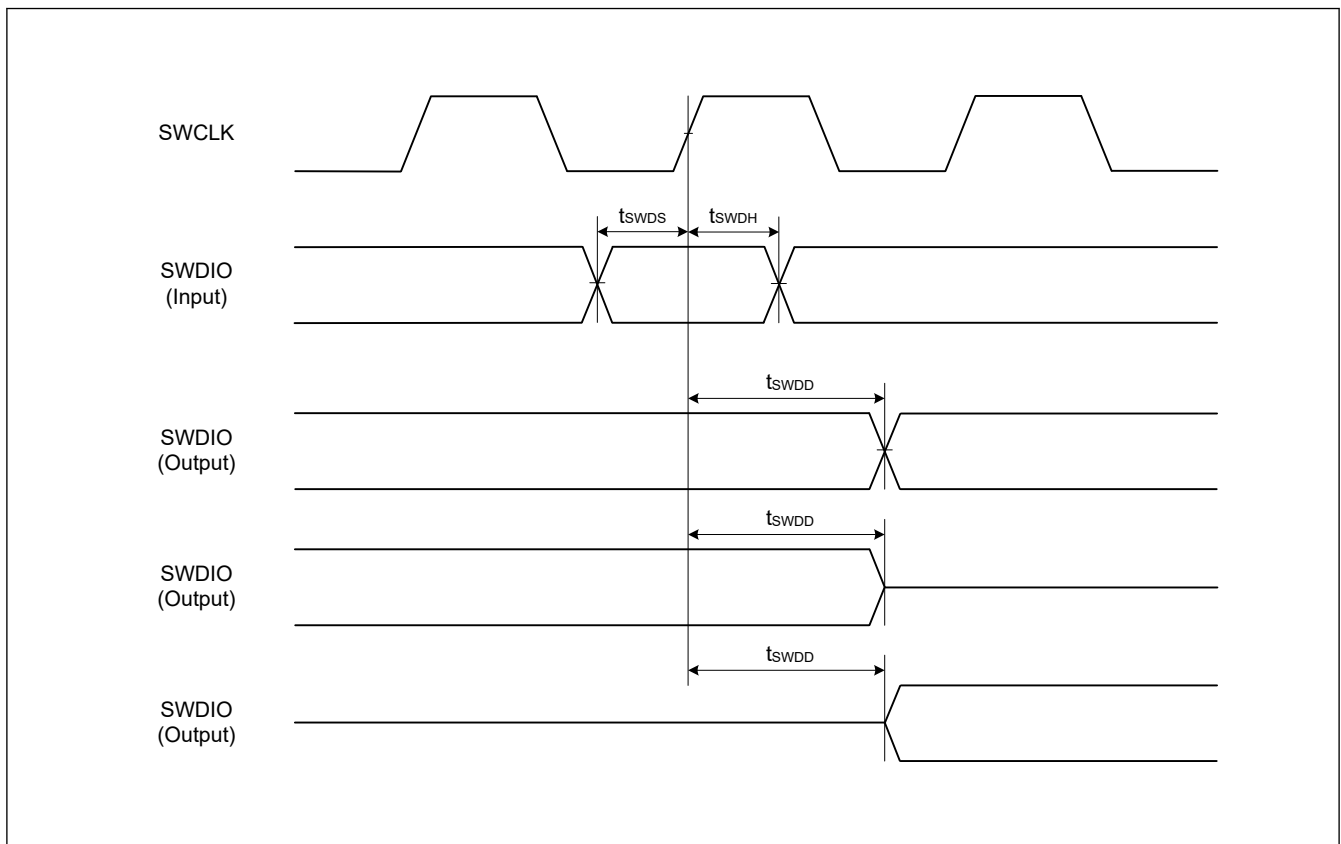 SWCLK
tSWDS
tSWDH
SWDIO
(Input)
tSWDD
SWDIO
(Output)
tSWDD
SWDIO
(Output)
tSWDD
SWDIO
(Output)